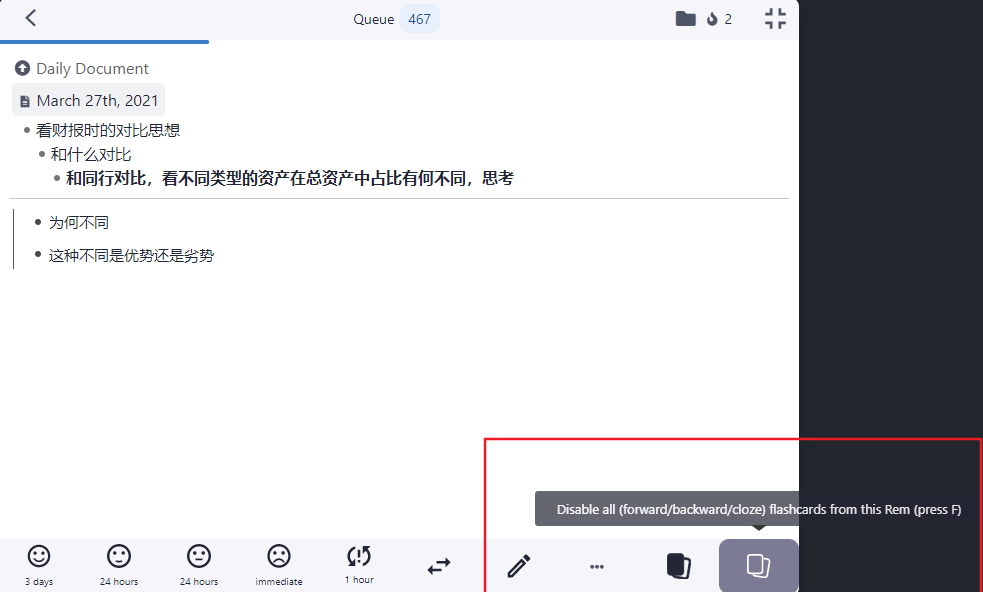 Queue 467
2
Daily Document
March 27th, 2021
看财报时的对比思想
和什么对比
和同行对比，看不同类型的资产在总资产中占比有何不同，思考
为何不同
这种不同是优势还是劣势
Disable all (forward/backward/cloze) flashcards from this Rem (press F)
3 days
24 hours
24 hours
immediate
1 hour